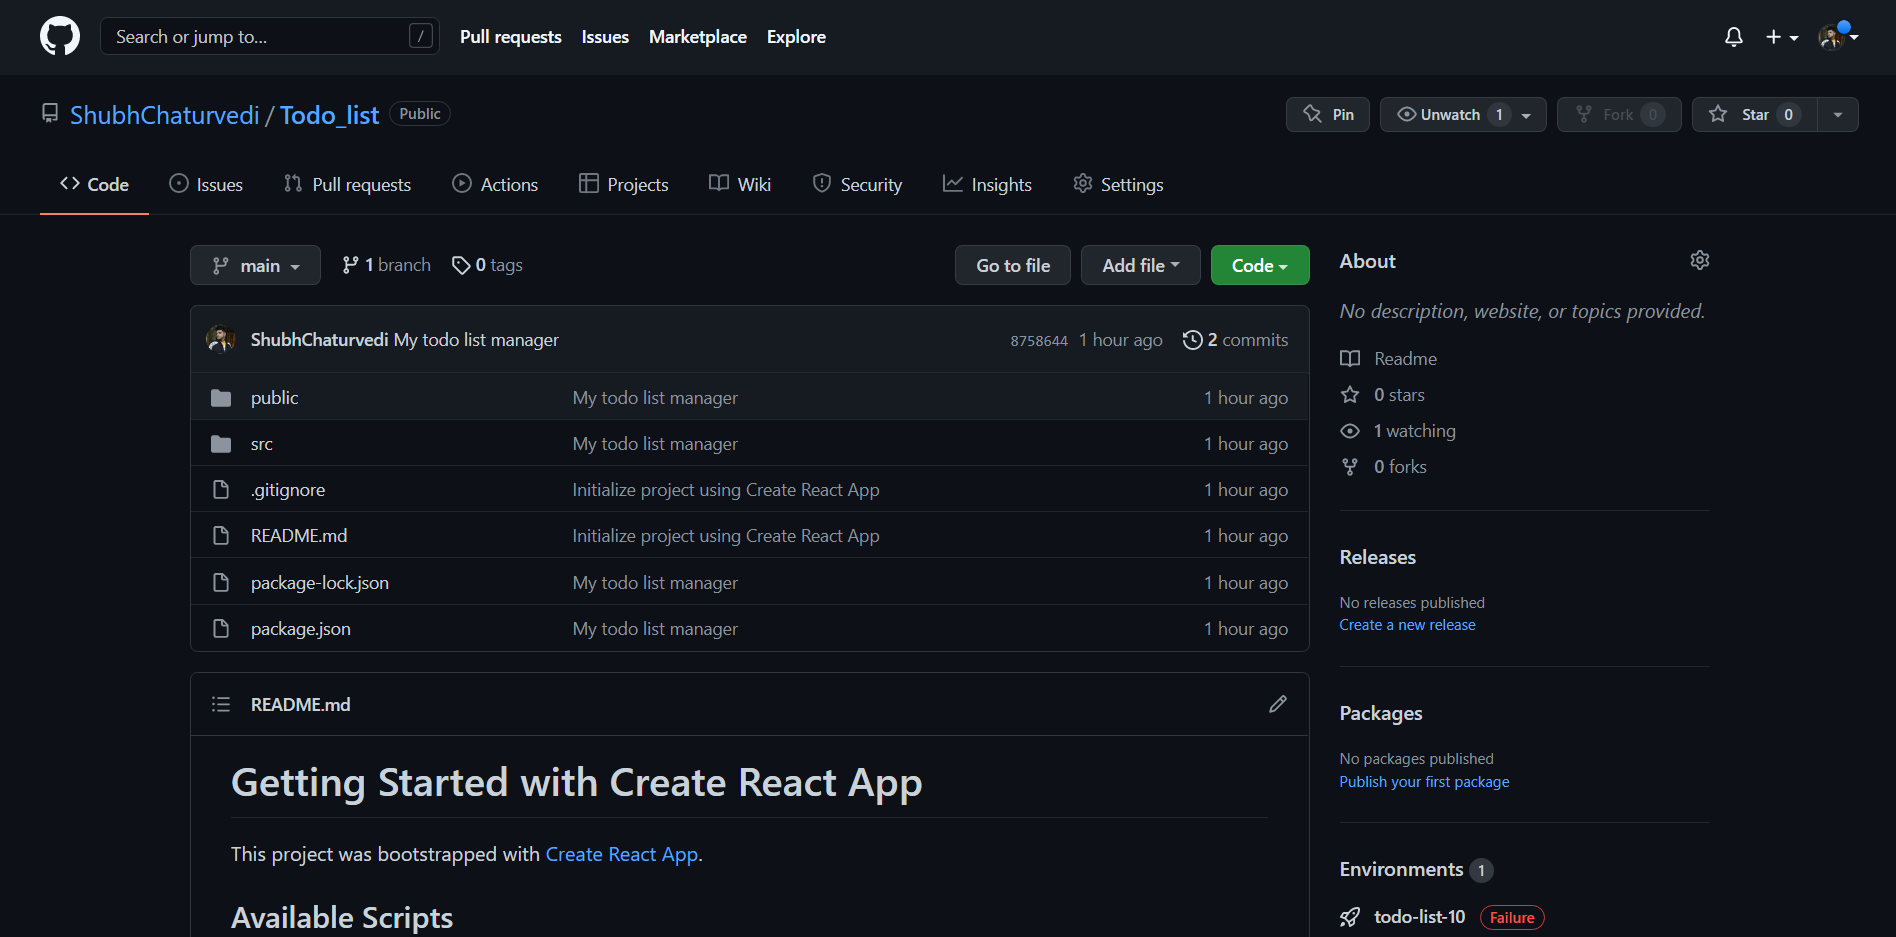 Search or jump to... /
Pull requests Issues Marketplace Explore
ShubhChaturvedi / Todo_list Public
Pin Unwatch 1 Fork 0 Star 0
Code Issues Pull requests Actions Projects Wiki Security Insights Settings
main 1 branch 0 tags Go to file Add file Code
ShubhChaturvedi My todo list manager 8758644 1 hour ago 2 commits
public My todo list manager 1 hour ago
src My todo list manager 1 hour ago
.gitignore Initialize project using Create React App 1 hour ago
README.md Initialize project using Create React App 1 hour ago
package-lock.json My todo list manager 1 hour ago
package.json My todo list manager 1 hour ago
README.md
Getting Started with Create React App
This project was bootstrapped with Create React App.
Available Scripts
About
No description, website, or topics provided.
Readme
0 stars
1 watching
0 forks
Releases
No releases published
Create a new release
Packages
No packages published
Publish your first package
Environments 1
todo-list-10 Failure